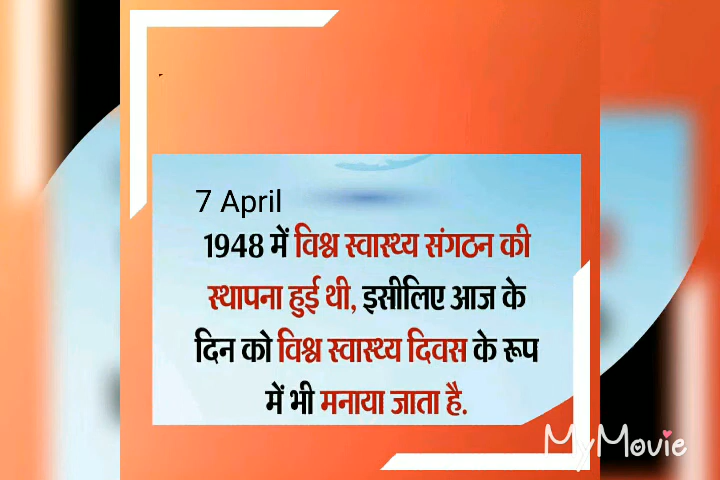 7 April
1948 में विश्व स्वास्थ्य संगठन की
स्थापना हुई थी, इसीलिए आज के
दिन को विश्व स्वास्थ्य दिवस के रूप
में भी मनाया जाता है.
MyMovie